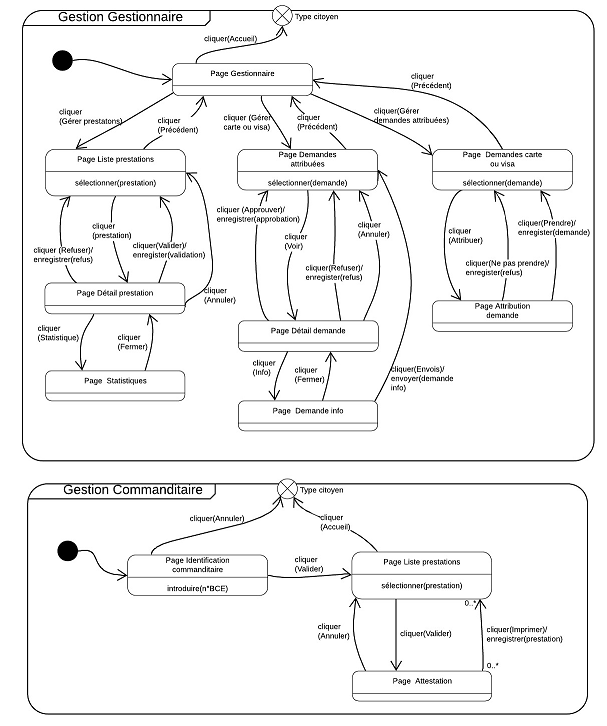 Gestion Gestionnaire
Type citoyen
cliquer(Accueil)
Page Gestionnaire
cliquer
(Précédent)
cliquer
(Gérer prestatons)
cliquer
(Précédent)
cliquer (Gérer
carte ou visa)
cliquer
(Précédent)
cliquer(Gérer
demandes attribuées)
Page Liste prestations
sélectionner(prestation)
Page Demandes
attribuées
sélectionner(demande)
Page Demandes carte
ou visa
sélectionner(demande)
cliquer (Refuser)/
enregistrer(refus)
cliquer
(prestation)
cliquer(Valider)/
enregister(validation)
cliquer
(Annuler)
cliquer (Approuver)/
enregistrer(approbation)
cliquer
(Voir)
cliquer(Refuser)/
enregister(refus)
cliquer
(Annuler)
cliquer
(Attribuer)
cliquer(Ne pas prendre)/
enregister(refus)
cliquer(Prendre)/
enregister(demande)
Page Détail prestation
Page Détail demande
Page Attribution
demande
cliquer
(Statistique)
cliquer
(Fermer)
cliquer
(Info)
cliquer
(Fermer)
cliquer(Envois)/
envoyer(demande
info)
Page Statistiques
Page Demande info
Gestion Commanditaire
Type citoyen
cliquer(Annuler)
cliquer
(Accueil)
Page Identification
commanditaire
introduire(n°BCE)
cliquer
(Valider)
Page Liste prestations
sélectionner(prestation)
0..*
cliquer
(Annuler)
cliquer(Valider)
cliquer(Imprimer)/
enregistrer(prestation)
0..*
Page Attestation